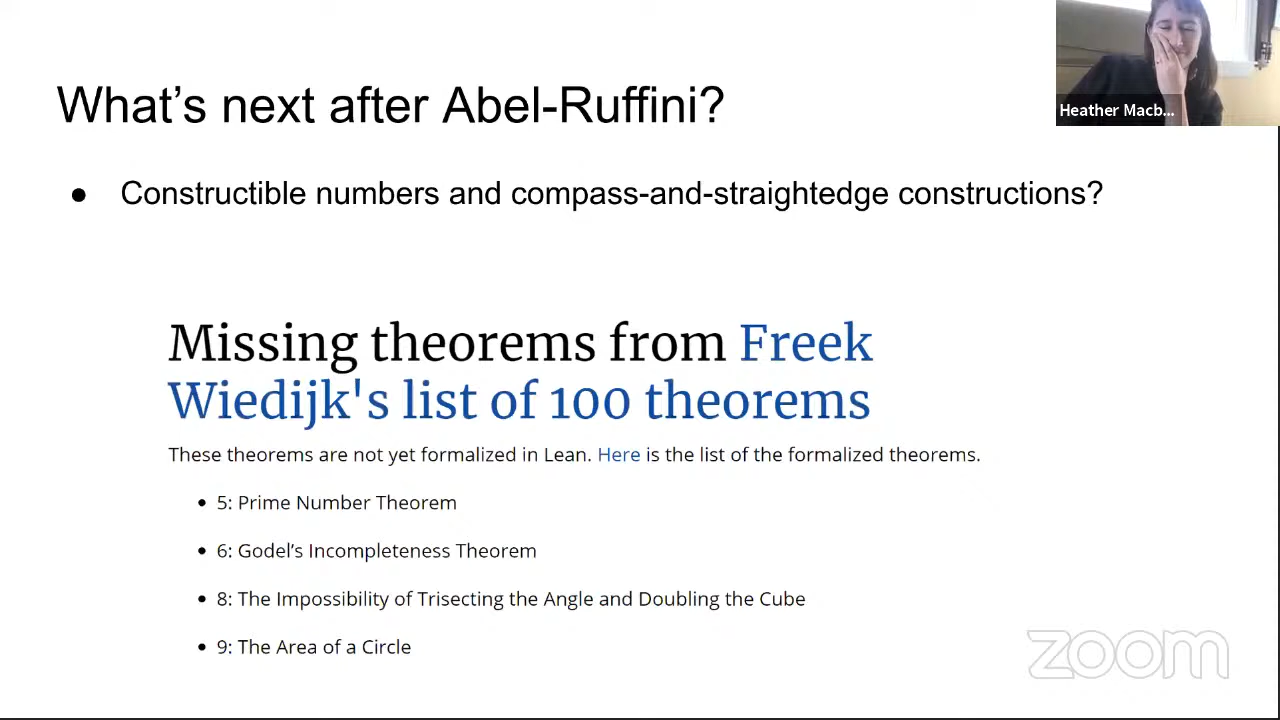 What's next after Abel-Ruffini?
Heather Macb...
● Constructible numbers and compass-and-straightedge constructions?
Missing theorems from Freek
Wiedijk's list of 100 theorems
These theorems are not yet formalized in Lean. Here is the list of the formalized theorems.
• 5: Prime Number Theorem
• 6: Godel's Incompleteness Theorem
• 8: The Impossibility of Trisecting the Angle and Doubling the Cube
• 9: The Area of a Circle
zoom